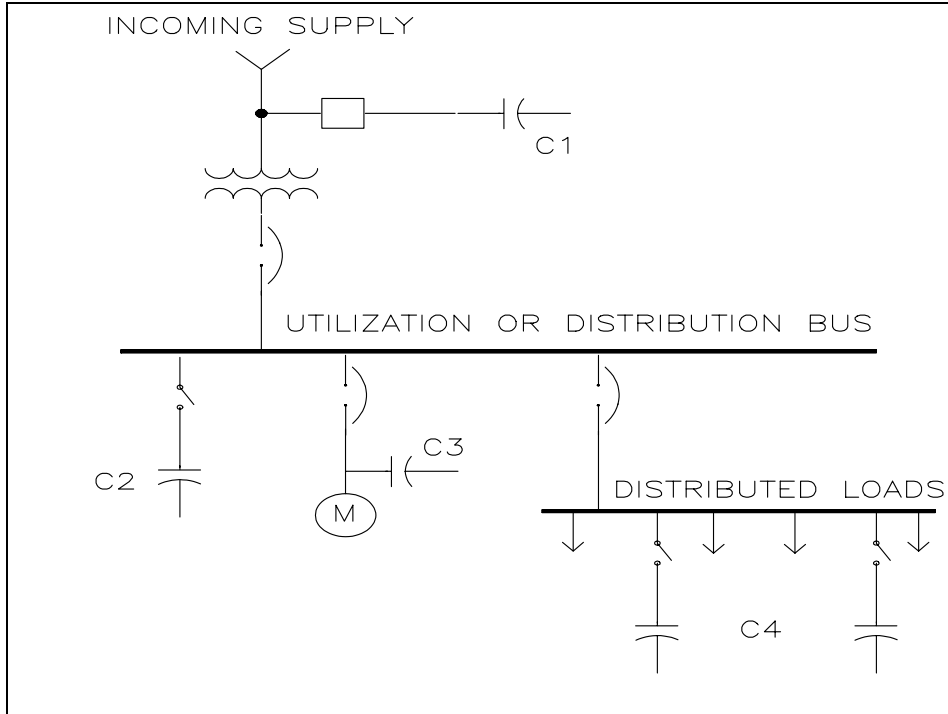 INCOMING SUPPLY
C1
UTILIZATION OR DISTRIBUTION BUS
C3
C2
DISTRIBUTED LOADS
M
C4